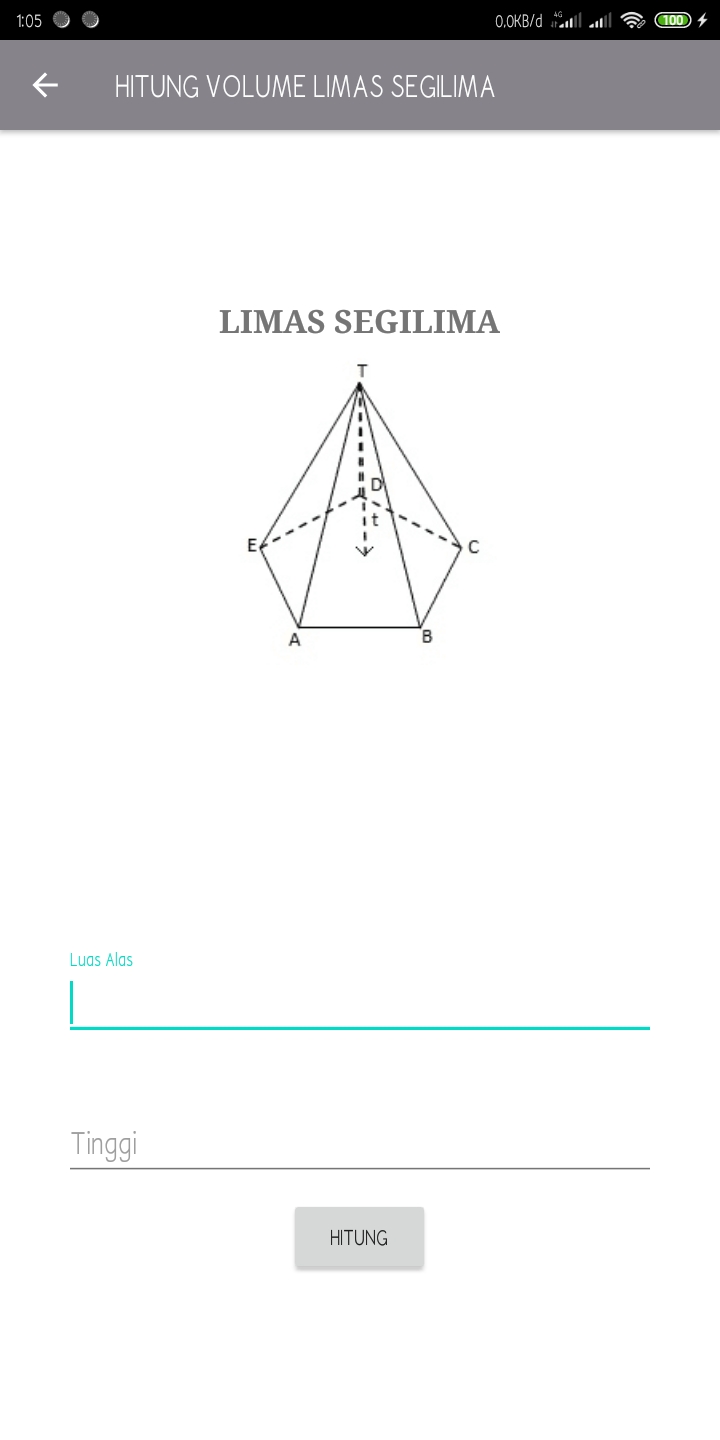 1:05 0,0KB/d 4G 100
HITUNG VOLUME LIMAS SEGILIMA
LIMAS SEGILIMA
T
D
t
E
C
A
B
Luas Alas
Tinggi
HITUNG